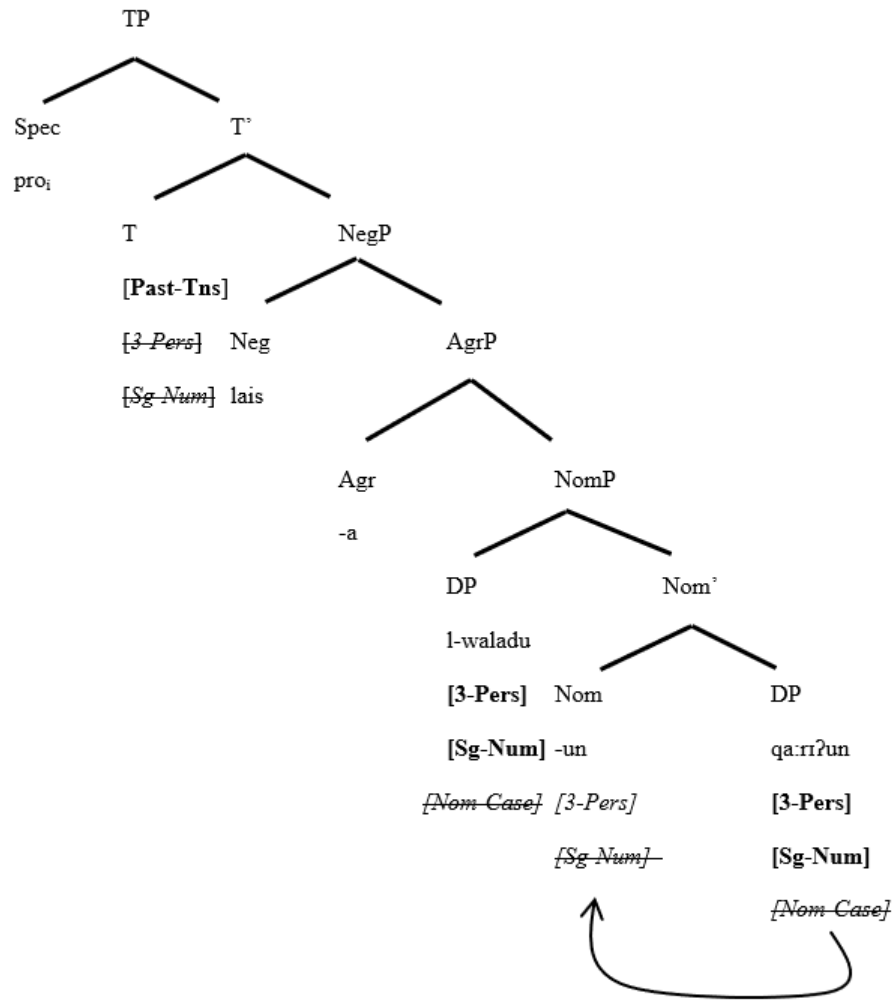 TP
Spec T’
proᵢ
T NegP
[Past-Tns]
[3-Pers] Neg AgrP
[Sg-Num] lais
Agr NomP
-a
DP Nom’
l-waladu
[3-Pers] Nom DP
[Sg-Num] -un qa:rɪʔun
[Nom-Case] [3-Pers] [3-Pers]
[Sg-Num] [Sg-Num]
[Nom-Case]